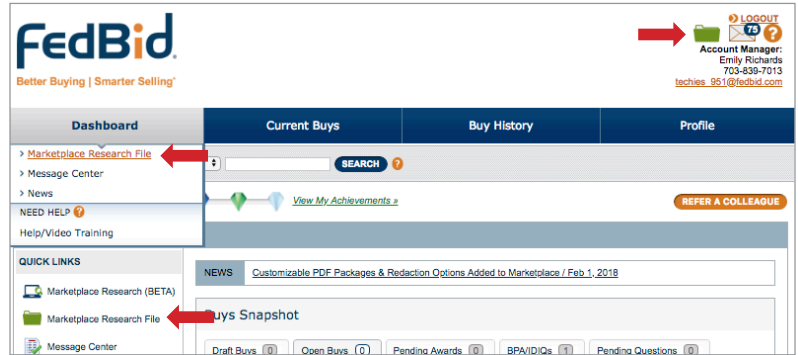 FedBid
Better Buying | Smarter Selling
LOGOUT
75
?
Account Manager:
Emily Richards
703-839-7013
techies_951@fedbid.com
Dashboard
Current Buys
Buy History
Profile
> Marketplace Research File
> Message Center
> News
NEED HELP ?
Help/Video Training
SEARCH ?
View My Achievements »
REFER A COLLEAGUE
QUICK LINKS
Marketplace Research (BETA)
Marketplace Research File
Message Center
NEWS Customizable PDF Packages & Redaction Options Added to Marketplace / Feb 1, 2018
Buys Snapshot
Draft Buys 0 Open Buys 0 Pending Awards 0 BPA/IDIQs 1 Pending Questions 0